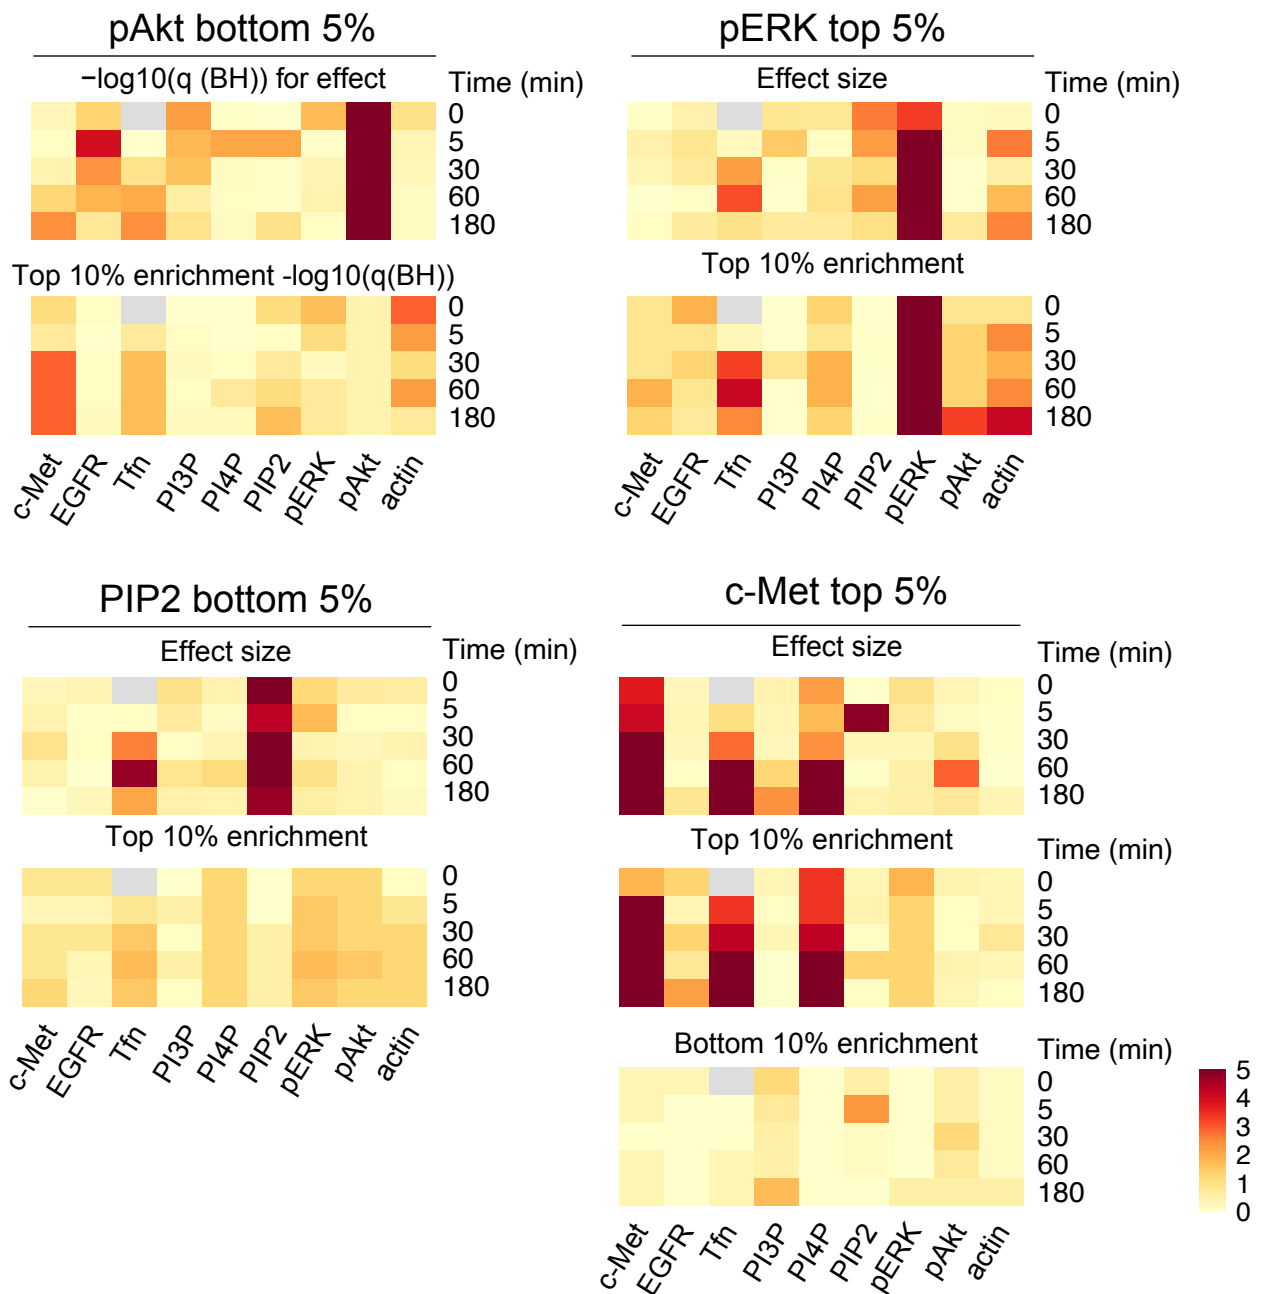 pAkt bottom 5%
−log10(q (BH)) for effect
Time (min)
0
5
30
60
180
Top 10% enrichment -log10(q(BH))
0
5
30
60
180
c-Met
EGFR
Tfn
PI3P
PI4P
PIP2
pERK
pAkt
actin
pERK top 5%
Effect size
Time (min)
0
5
30
60
180
Top 10% enrichment
0
5
30
60
180
c-Met
EGFR
Tfn
PI3P
PI4P
PIP2
pERK
pAkt
actin
PIP2 bottom 5%
Effect size
Time (min)
0
5
30
60
180
Top 10% enrichment
0
5
30
60
180
c-Met
EGFR
Tfn
PI3P
PI4P
PIP2
pERK
pAkt
actin
c-Met top 5%
Effect size
Time (min)
0
5
30
60
180
Top 10% enrichment
Time (min)
0
5
30
60
180
Bottom 10% enrichment
Time (min)
0
5
30
60
180
c-Met
EGFR
Tfn
PI3P
PI4P
PIP2
pERK
pAkt
actin
5
4
3
2
1
0